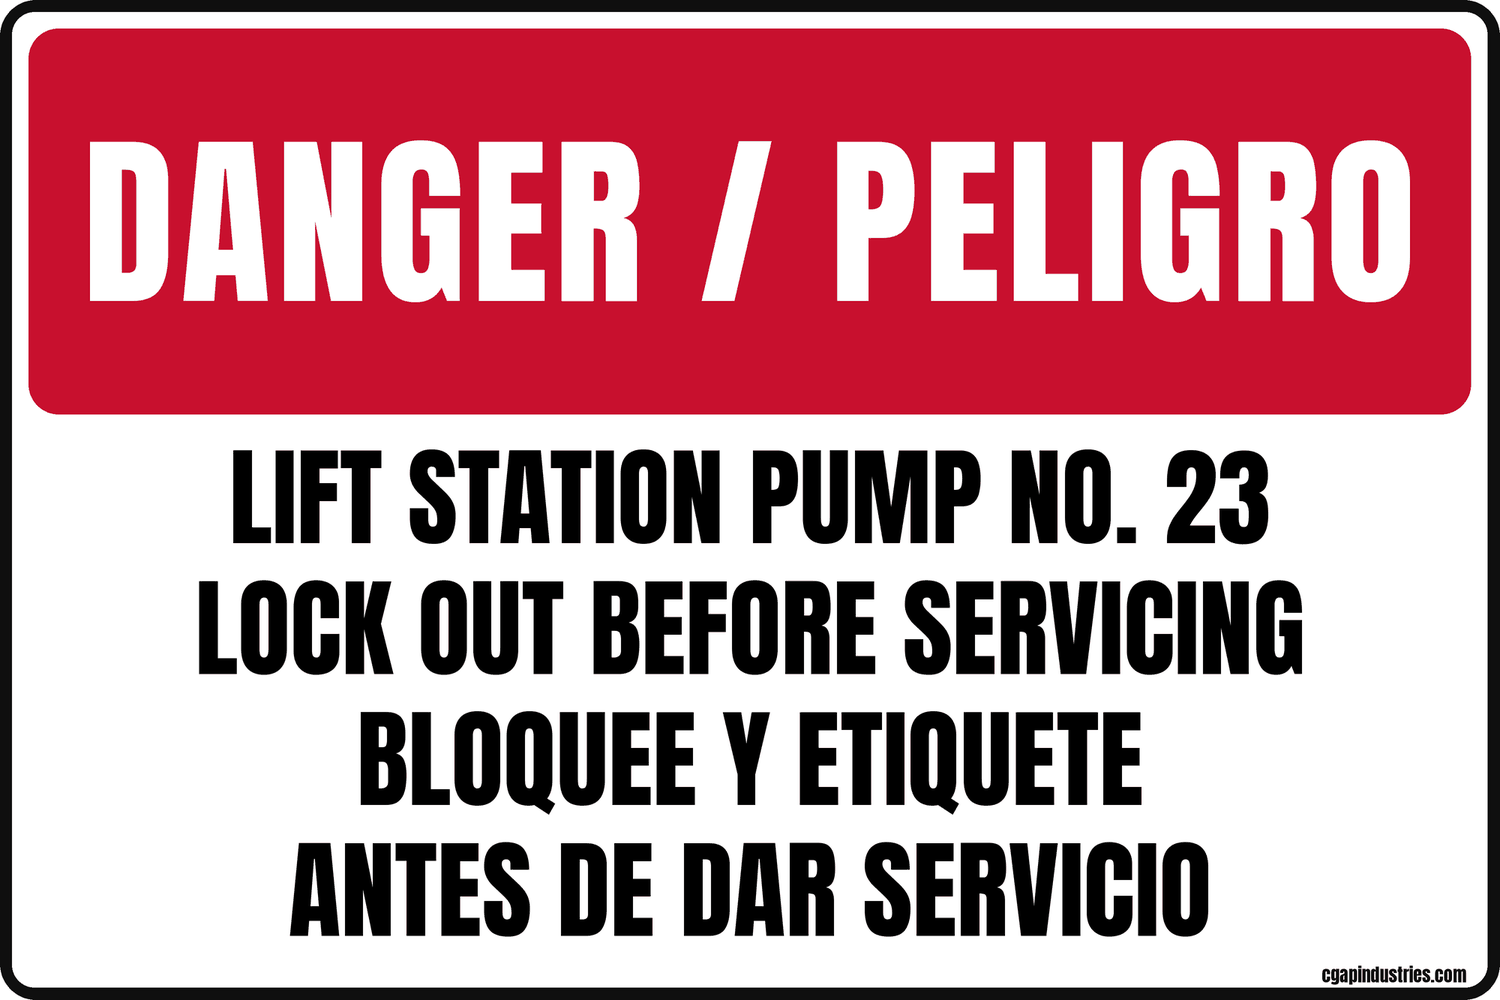 DANGER / PELIGRO
LIFT STATION PUMP NO. 23
LOCK OUT BEFORE SERVICING
BLOQUEE Y ETIQUETE
ANTES DE DAR SERVICIO
cgapindustries.com